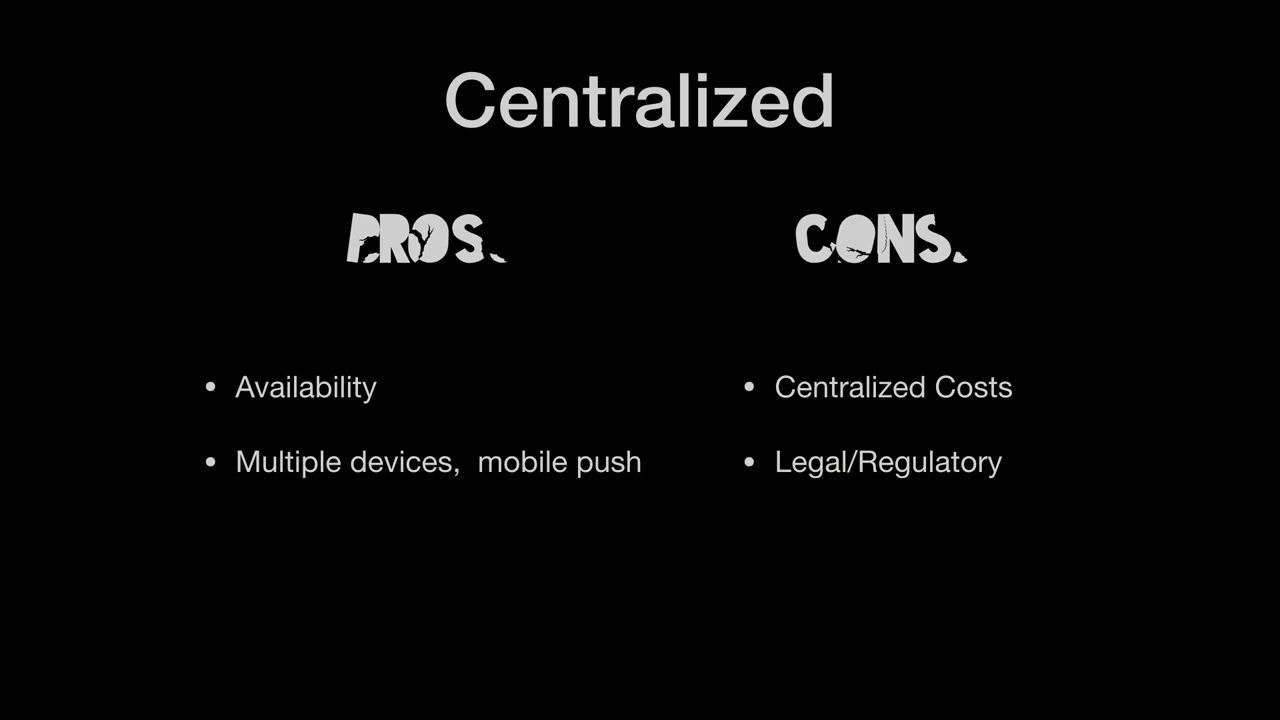 Centralized
PROS.
CONS.
• Availability
• Multiple devices,  mobile push
• Centralized Costs
• Legal/Regulatory